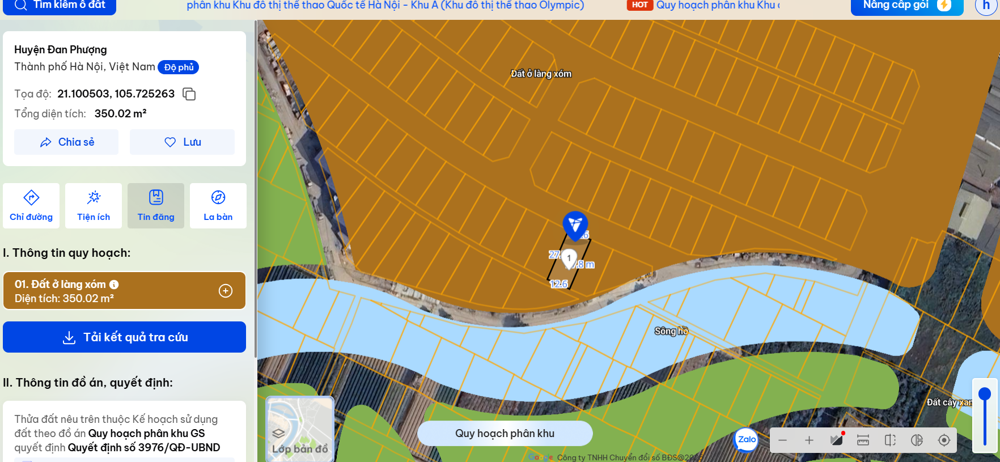 Tìm kiếm ô đất
phân khu Khu đô thị thể thao Quốc tế Hà Nội - Khu A (Khu đô thị thể thao Olympic)
HOT Quy hoạch phân khu Khu
Nâng cấp gói
h
Huyện Đan Phượng
Thành phố Hà Nội, Việt Nam Độ phủ
Tọa độ: 21.100503, 105.725263
Tổng diện tích: 350.02 m²
Chia sẻ
Lưu
Chỉ đường
Tiện ích
Tin đăng
La bàn
I. Thông tin quy hoạch:
01. Đất ở làng xóm
Diện tích: 350.02 m²
Tải kết quả tra cứu
II. Thông tin đồ án, quyết định:
Thửa đất nêu trên thuộc Kế hoạch sử dụng
đất theo đồ án Quy hoạch phân khu GS
quyết định Quyết định số 3976/QĐ-UBND
Đất ở làng xóm
1
12.6
Sông hồ
Đất cây xan
Lớp bản đồ
Quy hoạch phân khu
Zalo
Google
Công ty TNHH Chuyển đổi số BĐS@2025